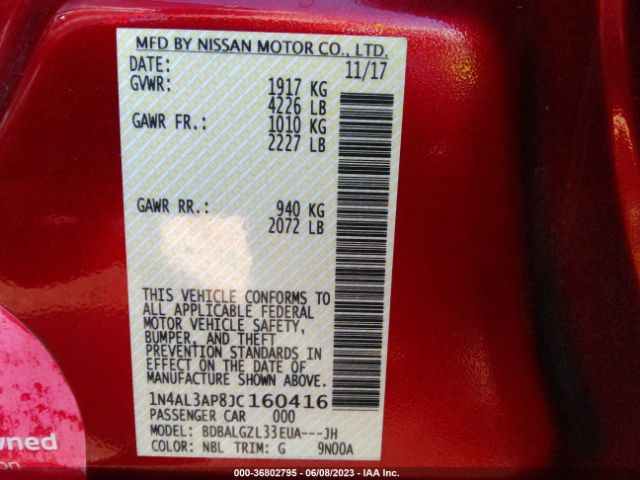 MFD BY NISSAN MOTOR CO., LTD.
DATE: 11/17
GVWR: 1917 KG
4226 LB
GAWR FR.: 1010 KG
2227 LB
GAWR RR.: 940 KG
2072 LB
THIS VEHICLE CONFORMS TO
ALL APPLICABLE FEDERAL
MOTOR VEHICLE SAFETY,
BUMPER, AND THEFT
PREVENTION STANDARDS IN
EFFECT ON THE DATE OF
MANUFACTURE SHOWN ABOVE.
1N4AL3AP8JC160416
PASSENGER CAR 000
MODEL: BDBALGZL33EUA---JH
COLOR: NBL TRIM: G 9N00A
000-36802795 - 06/08/2023 - IAA Inc.